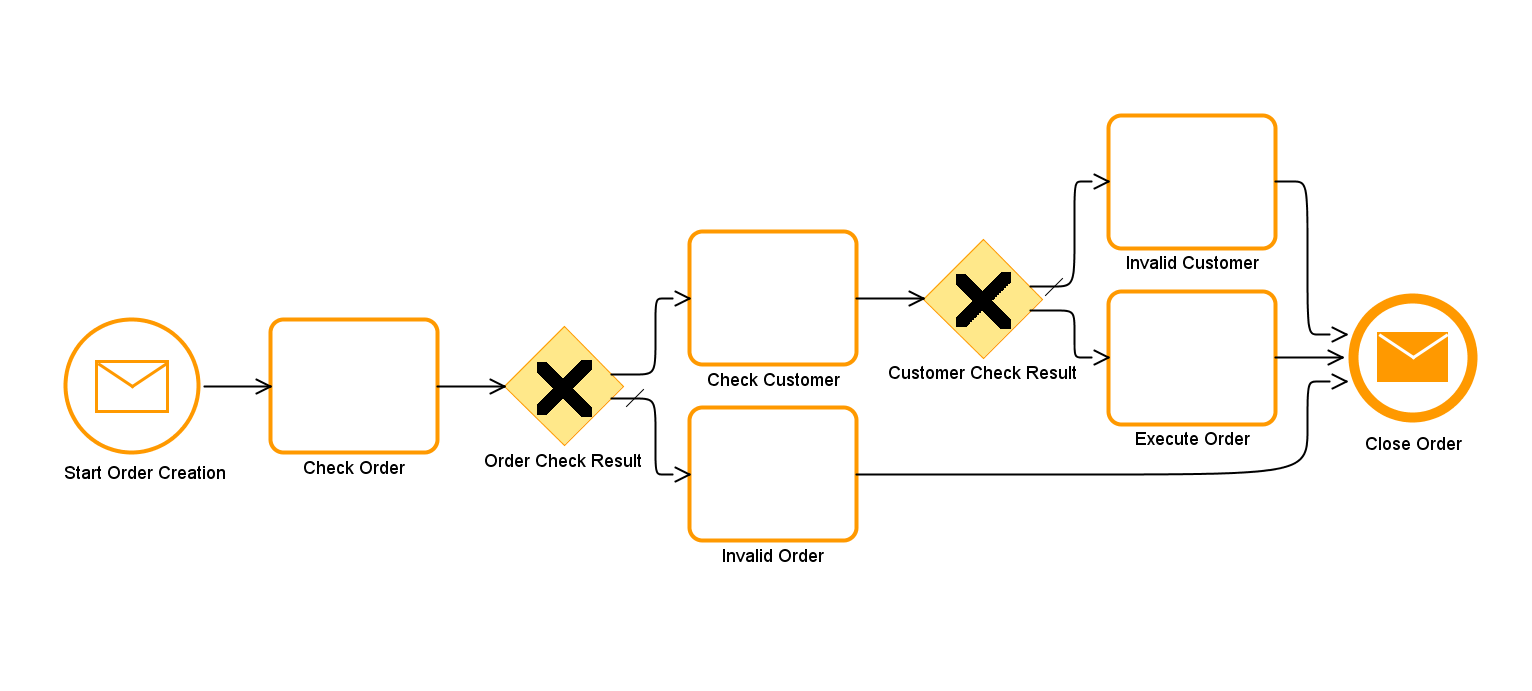 Start Order Creation
Check Order
Order Check Result
Check Customer
Invalid Order
Customer Check Result
Invalid Customer
Execute Order
Close Order